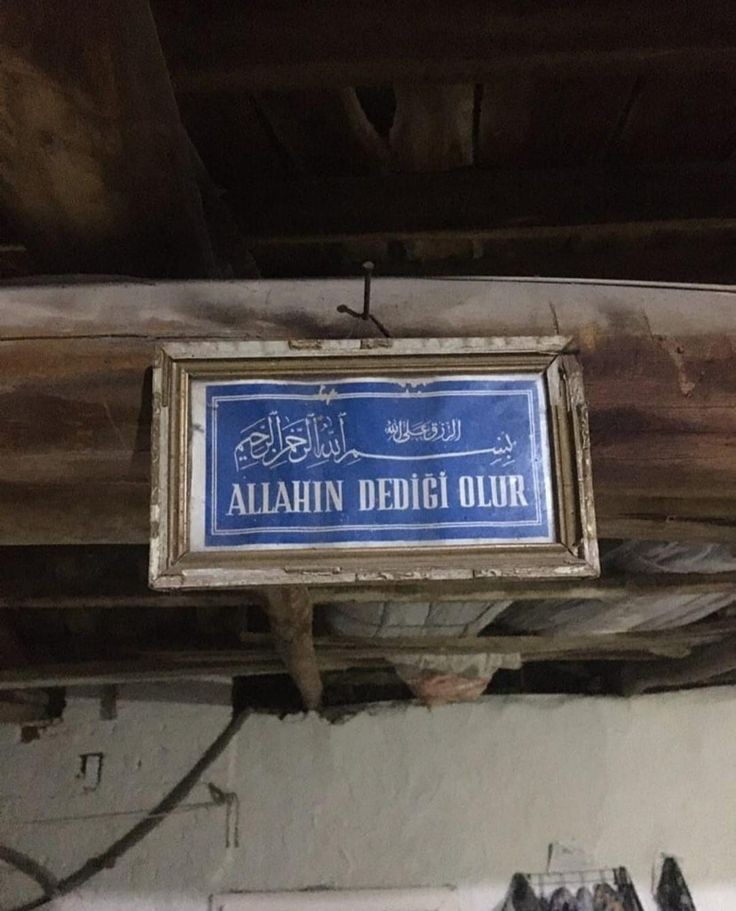 الرزق على الله
بسم الله الرحمن الرحيم
ALLAHIN DEDİĞİ OLUR